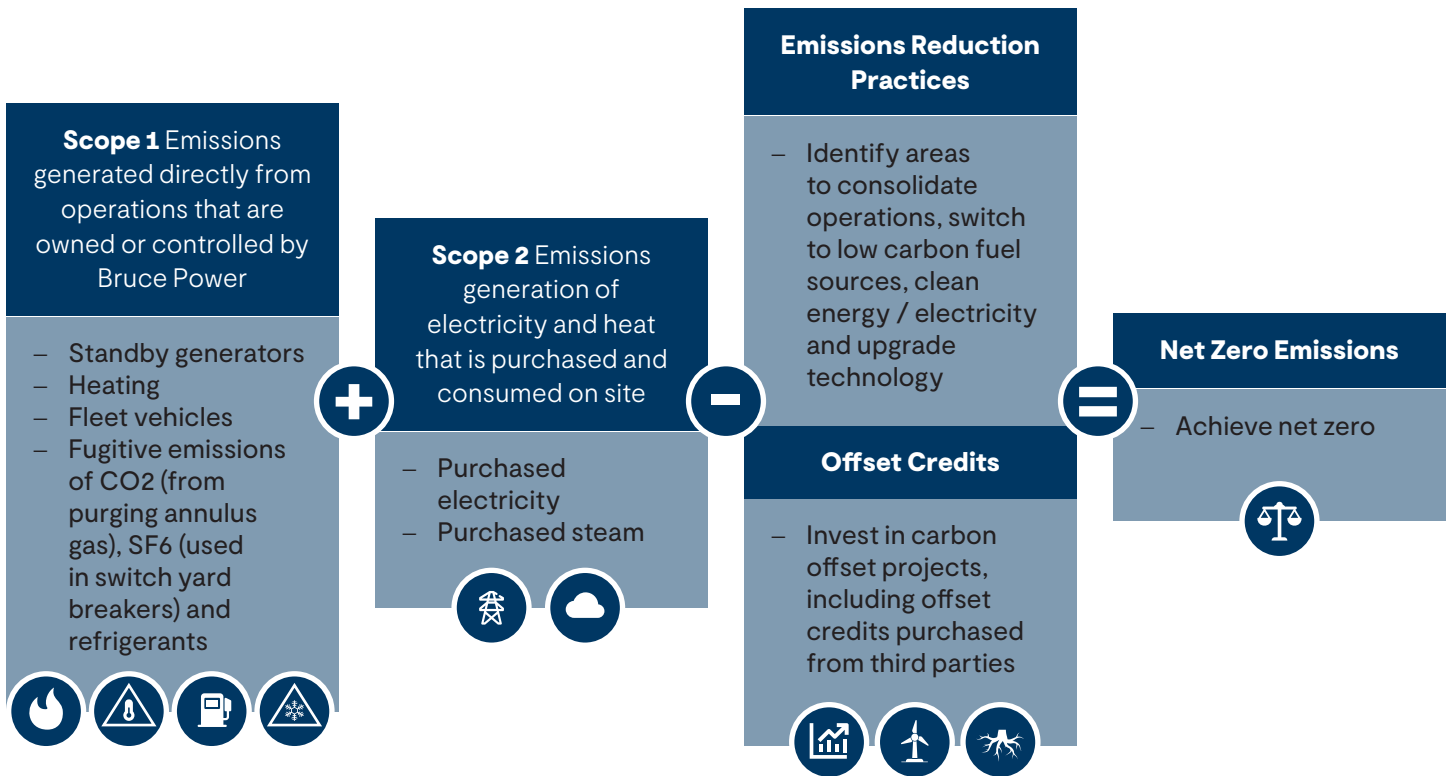 Scope 1 Emissions
generated directly from
operations that are
owned or controlled by
Bruce Power
– Standby generators
– Heating
– Fleet vehicles
– Fugitive emissions
of CO2 (from
purging annulus
gas), SF6 (used
in switch yard
breakers) and
refrigerants
+
Scope 2 Emissions
generation of
electricity and heat
that is purchased and
consumed on site
– Purchased
electricity
– Purchased steam
-
Emissions Reduction
Practices
– Identify areas
to consolidate
operations, switch
to low carbon fuel
sources, clean
energy / electricity
and upgrade
technology
Offset Credits
– Invest in carbon
offset projects,
including offset
credits purchased
from third parties
=
Net Zero Emissions
– Achieve net zero